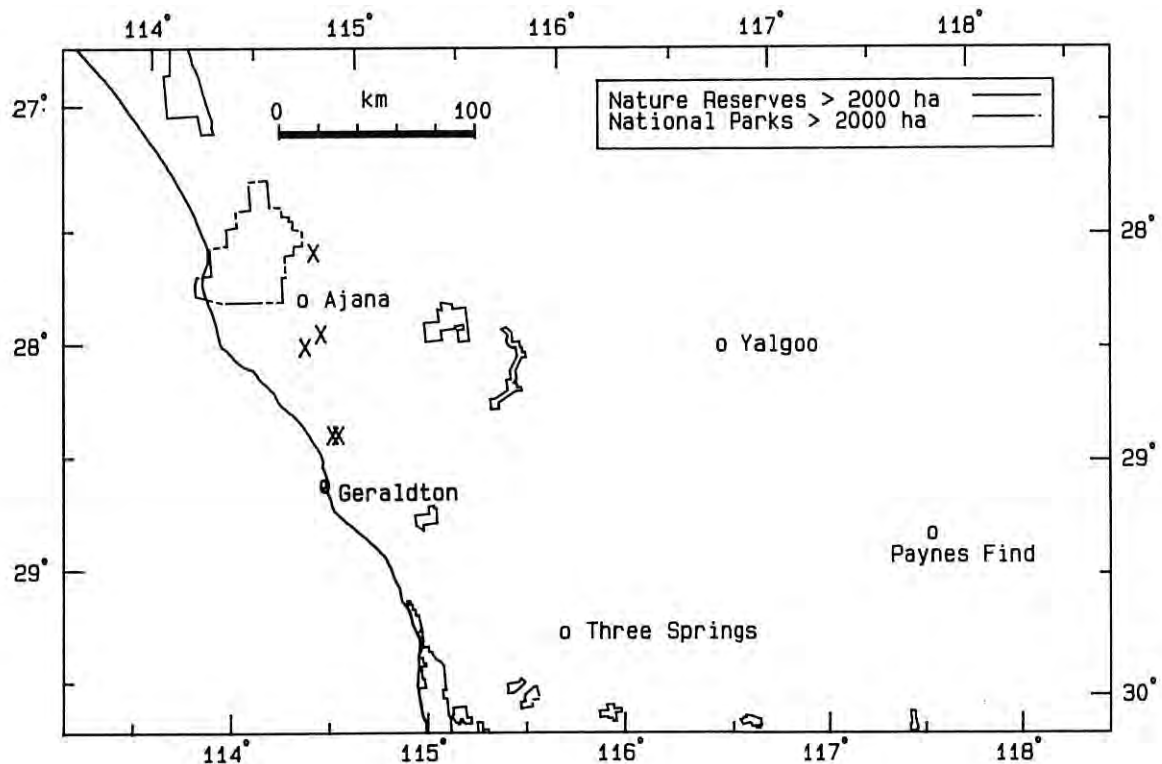 114° 115° 116° 117° 118°
0 km 100
Nature Reserves > 2000 ha
National Parks > 2000 ha
27°
28°
Ajana
X
X
X
28°
Yalgoo
XX
29°
Geraldton
Paynes Find
29°
Three Springs
30°
114° 115° 116° 117° 118°